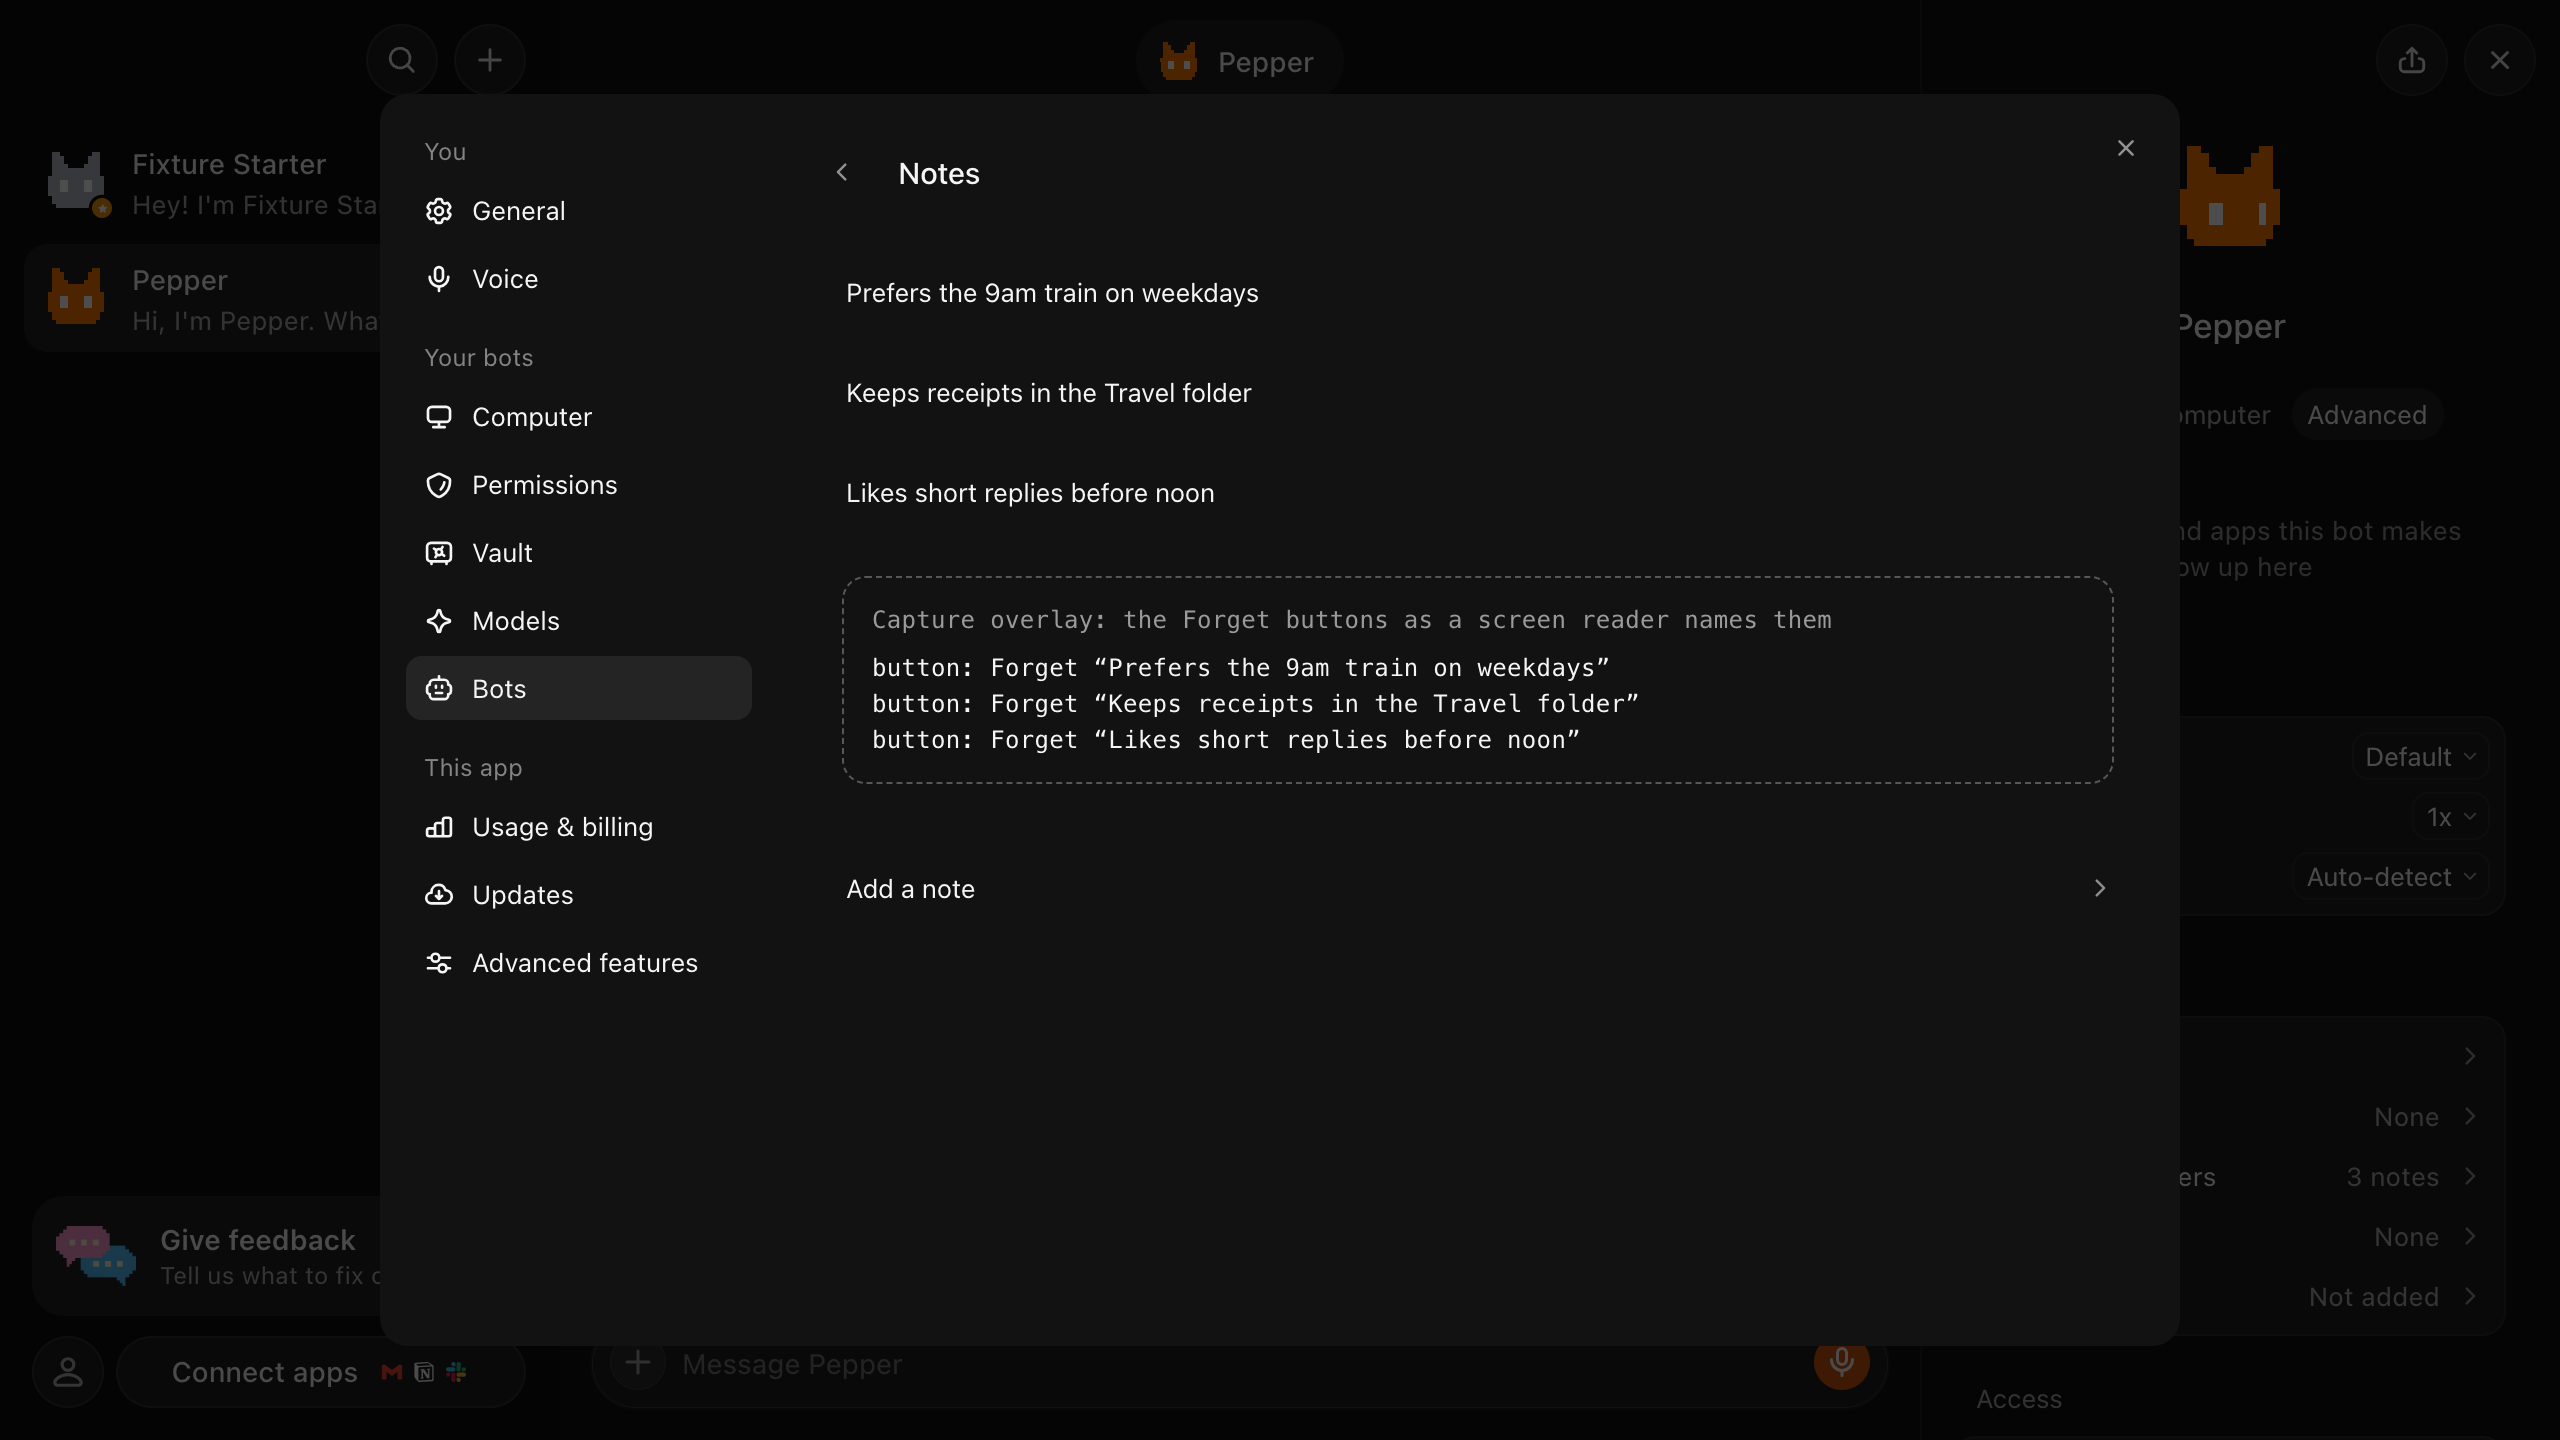 Pepper
Fixture Starter
Hey! I'm Fixture Sta
Pepper
Hi, I'm Pepper. Wha
Give feedback
Tell us what to fix
Connect apps
You
General
Voice
Your bots
Computer
Permissions
Vault
Models
Bots
This app
Usage & billing
Updates
Advanced features
Notes
Prefers the 9am train on weekdays
Keeps receipts in the Travel folder
Likes short replies before noon
Capture overlay: the Forget buttons as a screen reader names them
button: Forget “Prefers the 9am train on weekdays”
button: Forget “Keeps receipts in the Travel folder”
button: Forget “Likes short replies before noon”
Add a note
Message Pepper
Pepper
omputer
Advanced
nd apps this bot makes
ow up here
Default
1x
Auto-detect
None
ers
3 notes
None
Not added
Access